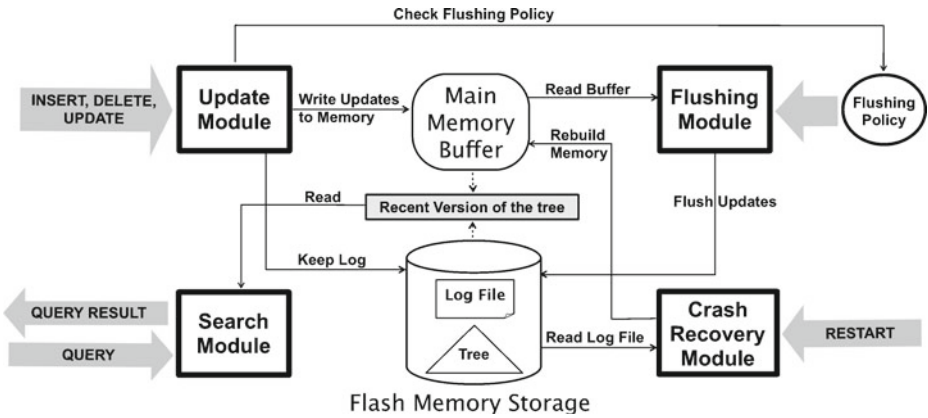 Check Flushing Policy
INSERT, DELETE,
UPDATE
Update
Module
Write Updates
to Memory
Main
Memory
Buffer
Read Buffer
Flushing
Module
Flushing
Policy
Rebuild
Memory
Read
Recent Version of the tree
Flush Updates
Keep Log
QUERY RESULT
QUERY
Search
Module
Log File
Tree
Read Log File
Crash
Recovery
Module
RESTART
Flash Memory Storage